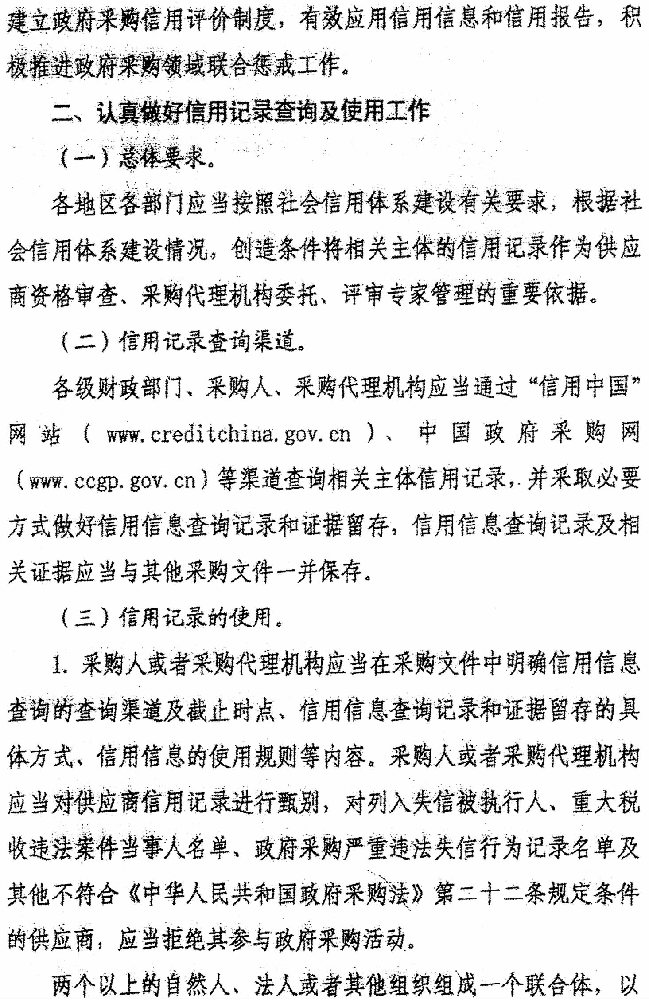 建立政府采购信用评价制度，有效应用信用信息和信用报告，积
极推进政府采购领域联合惩戒工作。
二、认真做好信用记录查询及使用工作
（一）总体要求。
各地区各部门应当按照社会信用体系建设有关要求，根据社
会信用体系建设情况，创造条件将相关主体的信用记录作为供应
商资格审查、采购代理机构委托、评审专家管理的重要依据。
（二）信用记录查询渠道。
各级财政部门、采购人、采购代理机构应当通过“信用中国”
网站（www.creditchina.gov.cn）、中国政府采购网
（www.ccgp.gov.cn）等渠道查询相关主体信用记录，并采取必要
方式做好信用信息查询记录和证据留存，信用信息查询记录及相
关证据应当与其他采购文件一并保存。
（三）信用记录的使用。
1. 采购人或者采购代理机构应当在采购文件中明确信用信息
查询的查询渠道及截止时点、信用信息查询记录和证据留存的具
体方式、信用信息的使用规则等内容。采购人或者采购代理机构
应当对供应商信用记录进行甄别，对列入失信被执行人、重大税
收违法案件当事人名单、政府采购严重违法失信行为记录名单及
其他不符合《中华人民共和国政府采购法》第二十二条规定条件
的供应商，应当拒绝其参与政府采购活动。
两个以上的自然人、法人或者其他组织组成一个联合体，以